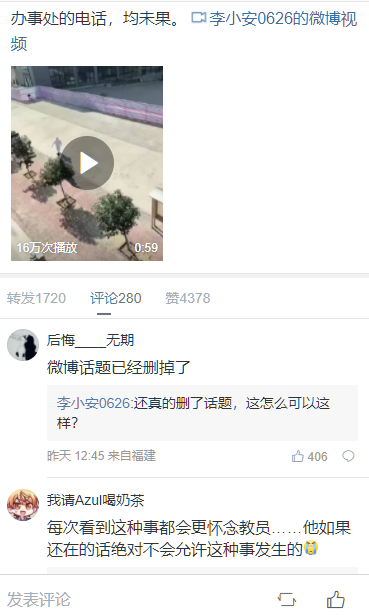 办事处的电话，均未果。 李小安0626的微博视
频
16万次播放 0:59
转发1720 评论280 赞4378
后悔____无期
微博话题已经删掉了
李小安0626:还真的删了话题，这怎么可以这
样？
昨天 12:45 来自福建 406
我请Azul喝奶茶
每次看到这种事都会更怀念教员……他如果
还在的话绝对不会允许这种事发生的😭
发表评论